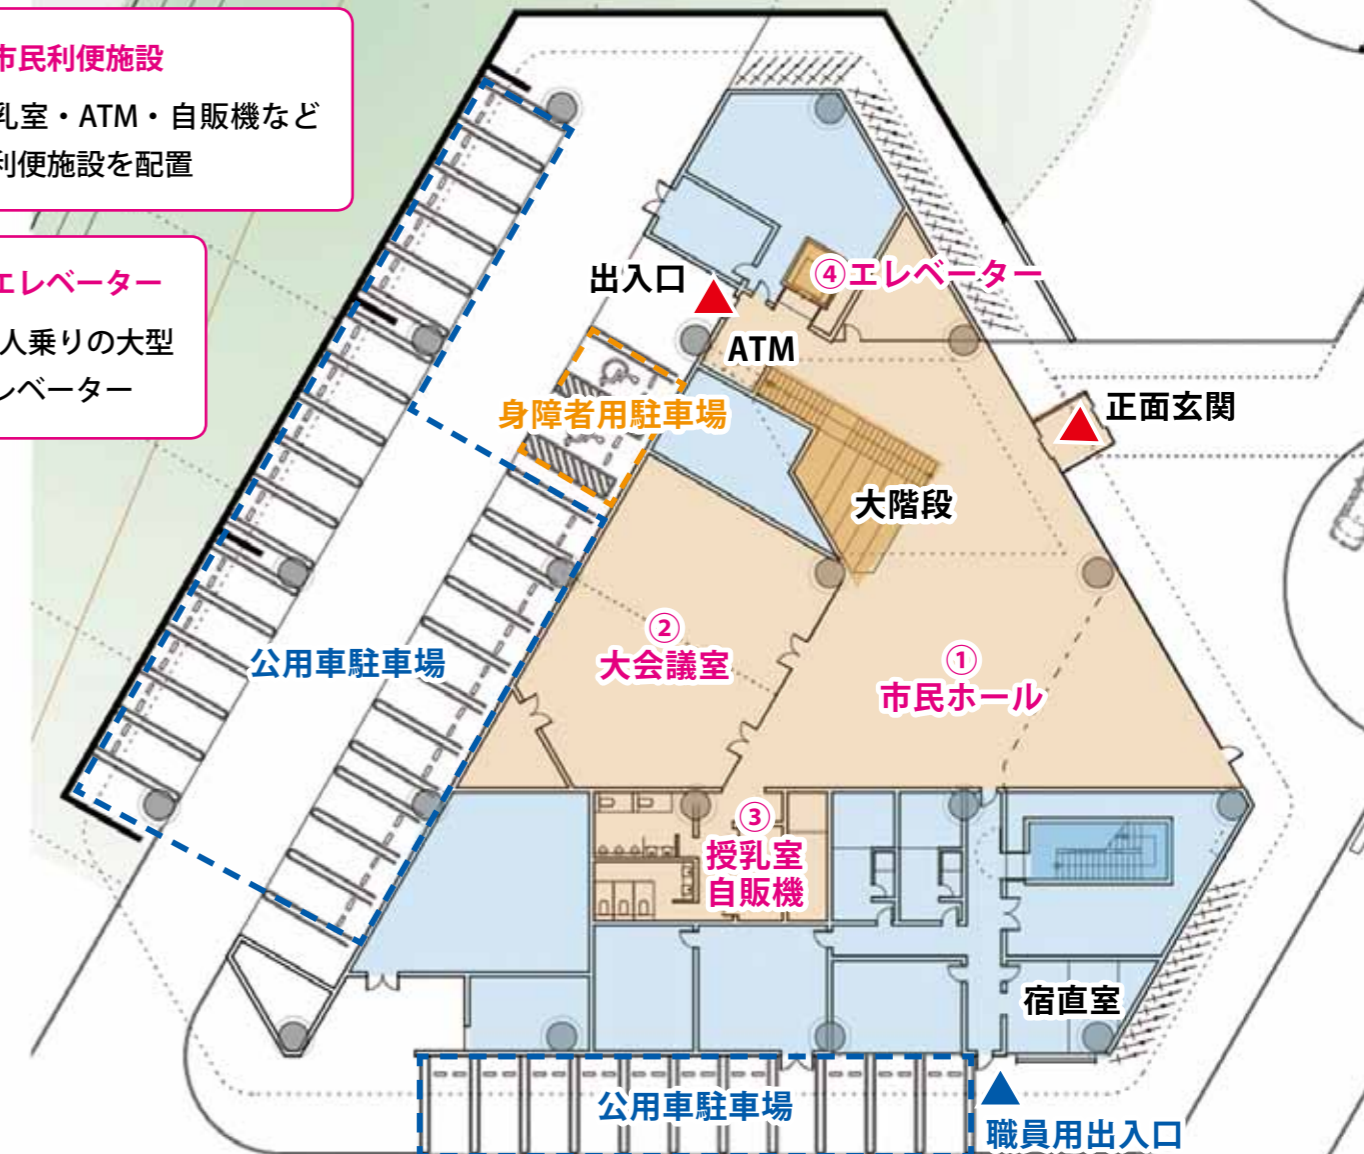 市民利便施設
乳室・ATM・自販機など
利便施設を配置
エレベーター
人乗りの大型
レベーター
出入口
④エレベーター
ATM
身障者用駐車場
正面玄関
大階段
公用車駐車場
②
大会議室
①
市民ホール
③
授乳室
自販機
宿直室
公用車駐車場
職員用出入口